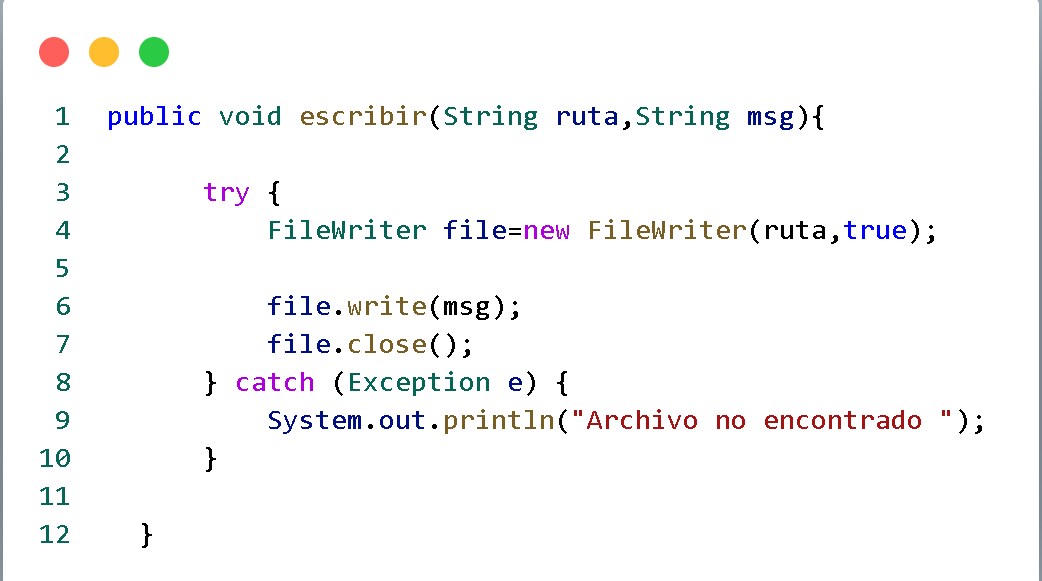 1 public void escribir(String ruta,String msg){
2
3 try {
4 FileWriter file=new FileWriter(ruta,true);
5
6 file.write(msg);
7 file.close();
8 } catch (Exception e) {
9 System.out.println("Archivo no encontrado ");
10 }
11
12 }